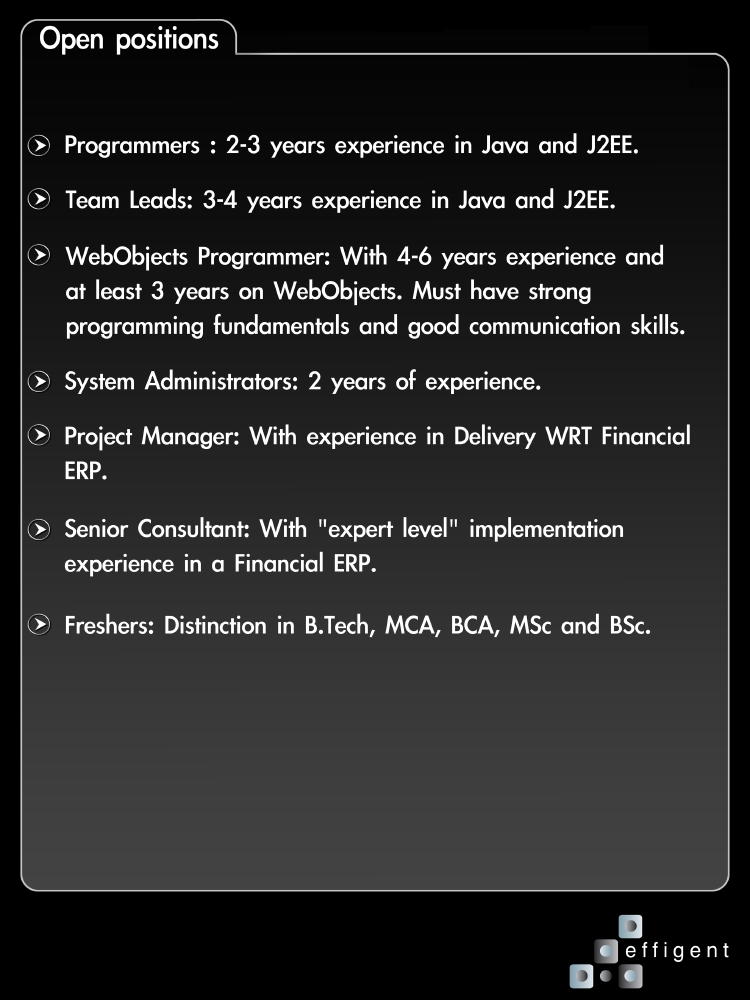 Open positions
Programmers : 2-3 years experience in Java and J2EE.
Team Leads: 3-4 years experience in Java and J2EE.
WebObjects Programmer: With 4-6 years experience and
at least 3 years on WebObjects. Must have strong
programming fundamentals and good communication skills.
System Administrators: 2 years of experience.
Project Manager: With experience in Delivery WRT Financial
ERP.
Senior Consultant: With "expert level" implementation
experience in a Financial ERP.
Freshers: Distinction in B.Tech, MCA, BCA, MSc and BSc.
effigent